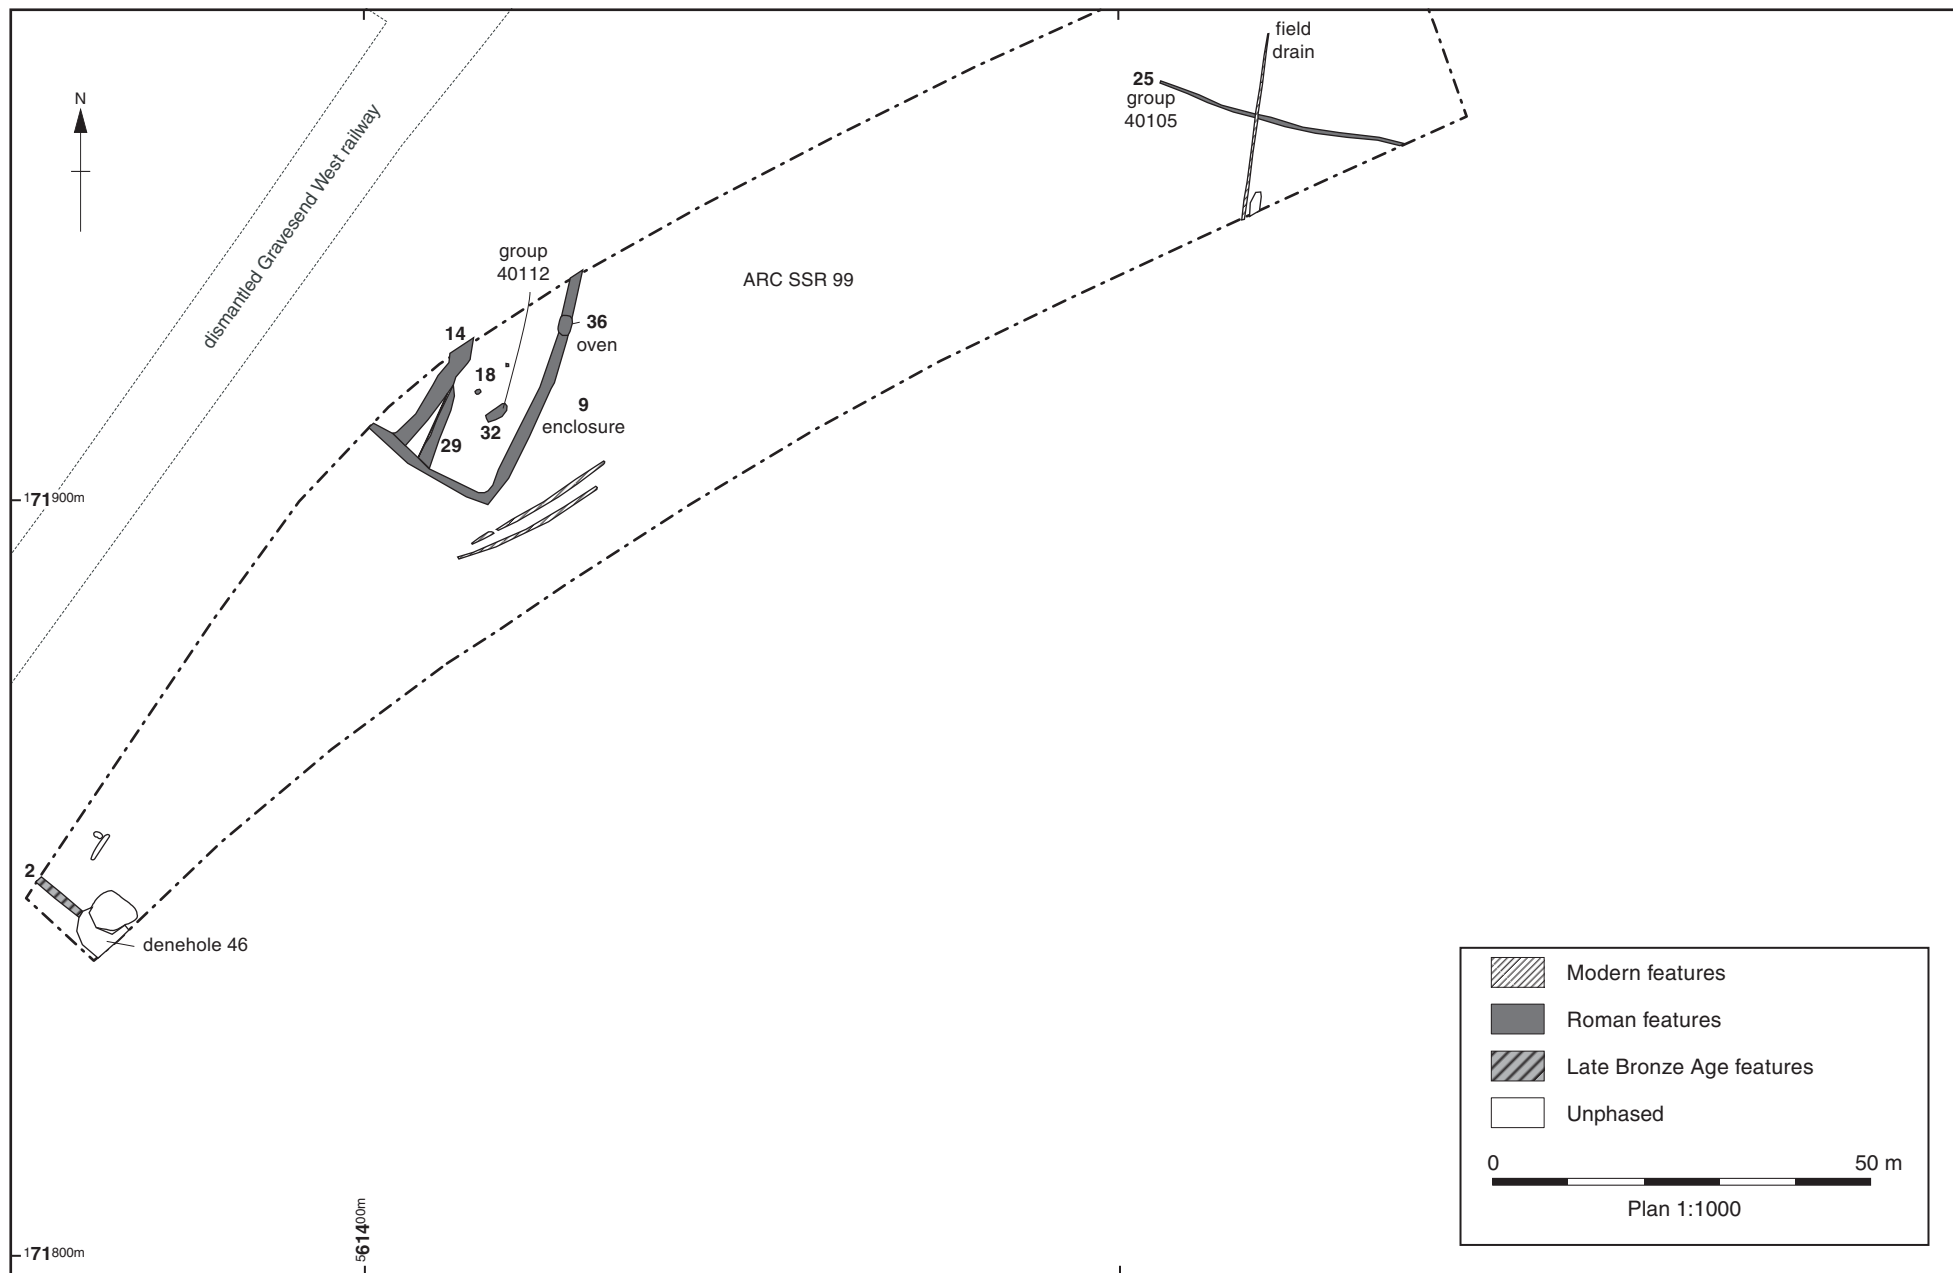 field
drain
25
group
40105
N
dismantled Gravesend West railway
group
40112
ARC SSR 99
36
oven
14
18
9
enclosure
32
29
171900m
2
denehole 46
Modern features
Roman features
Late Bronze Age features
Unphased
0 50 m
Plan 1:1000
561400m
171800m